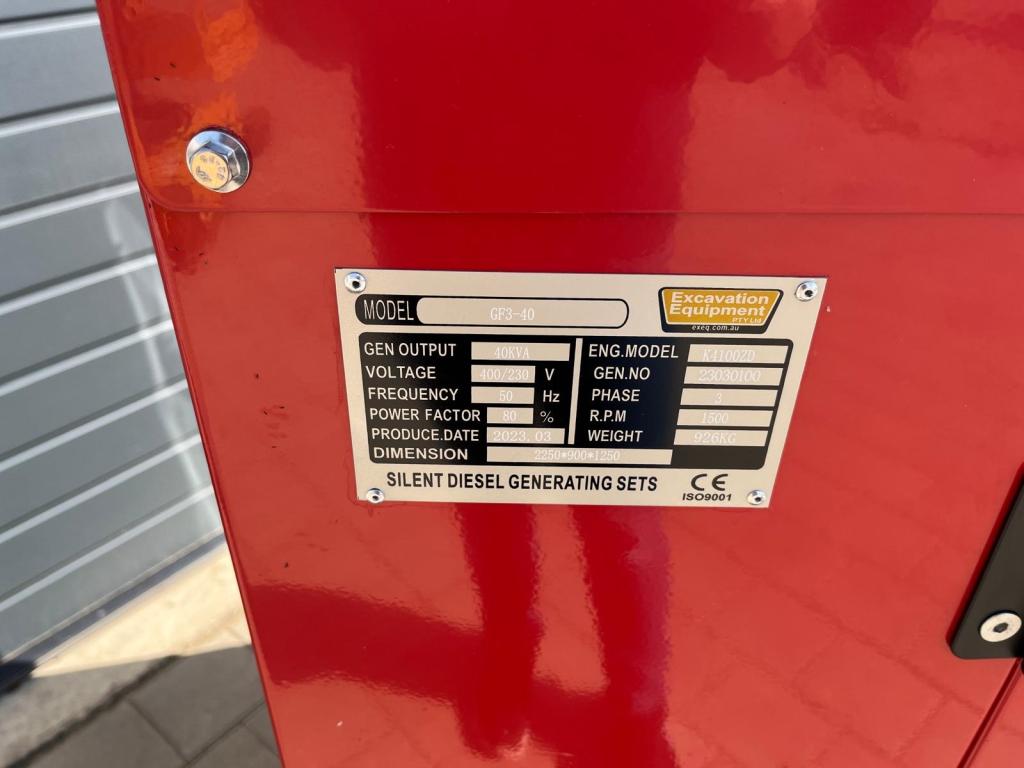 MODEL GF3-40
Excavation
Equipment
PTY Ltd
exeq.com.au
GEN OUTPUT 40KVA
VOLTAGE 400/230 V
FREQUENCY 50 Hz
POWER FACTOR 80 %
PRODUCE.DATE 2023.03
DIMENSION 2250*900*1250
ENG.MODEL K4100ZD
GEN.NO 23030100
PHASE 3
R.P.M 1500
WEIGHT 926KG
SILENT DIESEL GENERATING SETS
CE
ISO9001